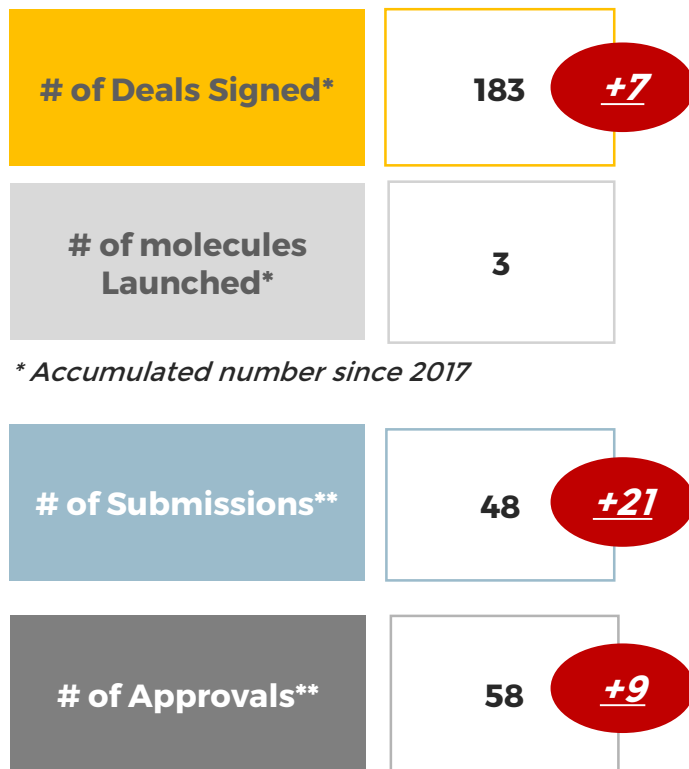 # of Deals Signed*
183
+7
# of molecules
Launched*
3
* Accumulated number since 2017
# of Submissions**
48
+21
# of Approvals**
58
+9